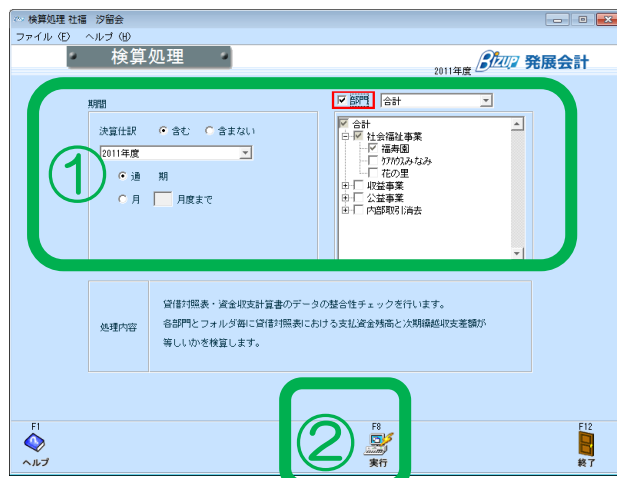 検算処理 社福 汐留会
ファイル (F) ヘルプ (H)
検算処理
2011年度 Bizup 発展会計
①
期間
決算仕訳 含む 含まない
2011年度
通 期
月 月度まで
部門 合計
合計
社会福祉事業
福寿園
ケアハウスみなみ
花の里
収益事業
公益事業
内部取引消去
処理内容
貸借対照表・資金収支計算書のデータの整合性チェックを行います。
各部門とフォルダ毎に貸借対照表における支払資金残高と次期繰越収支差額が
等しいかを検算します。
②
F1
ヘルプ
F8
実行
F12
終了